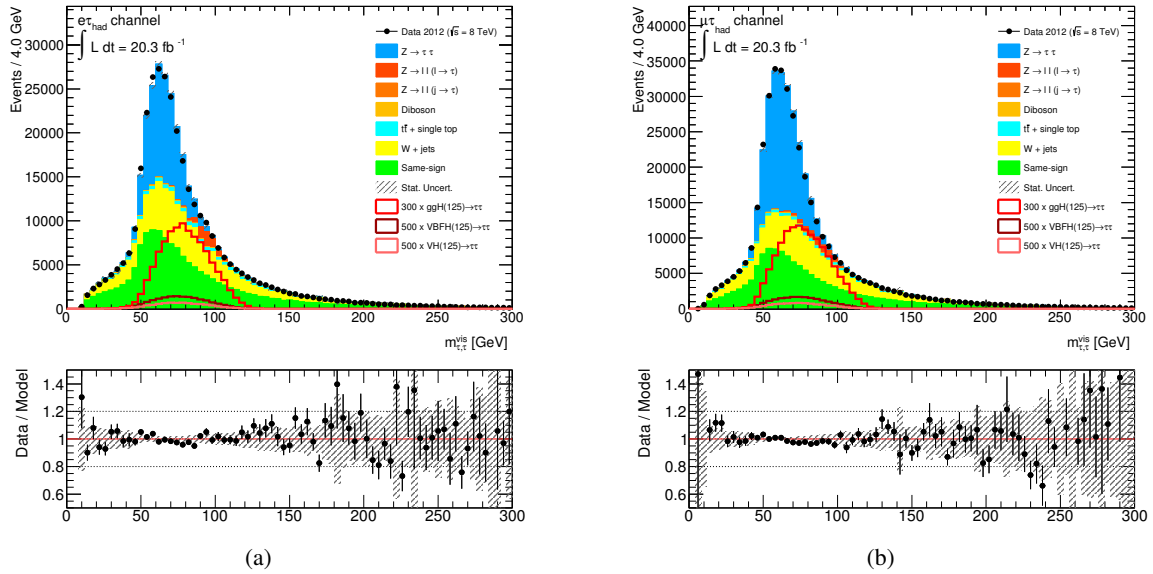 eτhad channel
∫ L dt = 20.3 fb -1
Data 2012 (√s = 8 TeV)
Z → τ τ
Z → l l (l → τ)
Z → l l (j → τ)
Diboson
tt̄ + single top
W + jets
Same-sign
Stat. Uncert.
300 x ggH(125)→ττ
500 x VBFH(125)→ττ
500 x VH(125)→ττ
Events / 4.0 GeV
30000
25000
20000
15000
10000
5000
0
0 50 100 150 200 250 300
m vis τ,τ [GeV]
Data / Model
1.4
1.2
1
0.8
0.6
0 50 100 150 200 250 300
(a)
μτhad channel
∫ L dt = 20.3 fb -1
Data 2012 (√s = 8 TeV)
Z → τ τ
Z → l l (l → τ)
Z → l l (j → τ)
Diboson
tt̄ + single top
W + jets
Same-sign
Stat. Uncert.
300 x ggH(125)→ττ
500 x VBFH(125)→ττ
500 x VH(125)→ττ
Events / 4.0 GeV
40000
35000
30000
25000
20000
15000
10000
5000
0
0 50 100 150 200 250 300
m vis τ,τ [GeV]
Data / Model
1.4
1.2
1
0.8
0.6
0 50 100 150 200 250 300
(b)